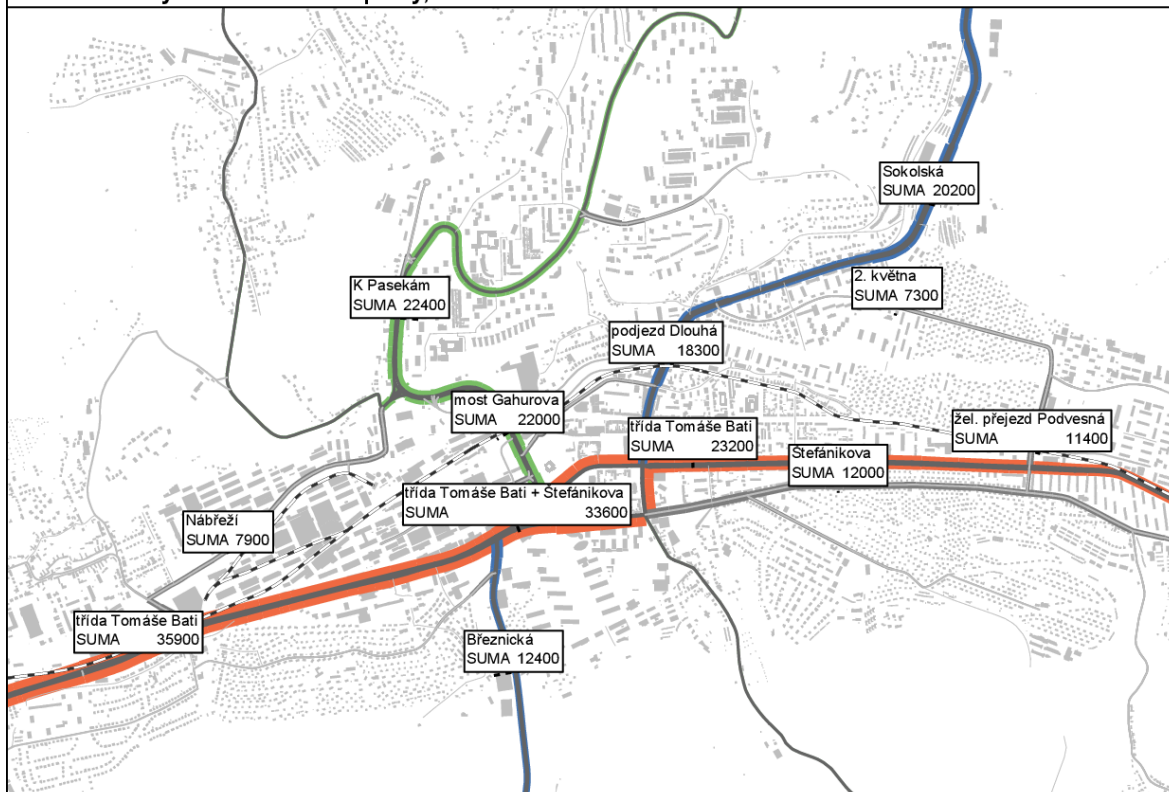 Sokolská
SUMA 20200
2. května
SUMA 7300
K Pasekám
SUMA 22400
podjezd Dlouhá
SUMA 18300
most Gahurova
SUMA 22000
třída Tomáše Bati
SUMA 23200
žel. přejezd Podvesná
SUMA 11400
Štefánikova
SUMA 12000
třída Tomáše Bati + Štefánikova
SUMA 33600
Nábřeží
SUMA 7900
třída Tomáše Bati
SUMA 35900
Březnická
SUMA 12400